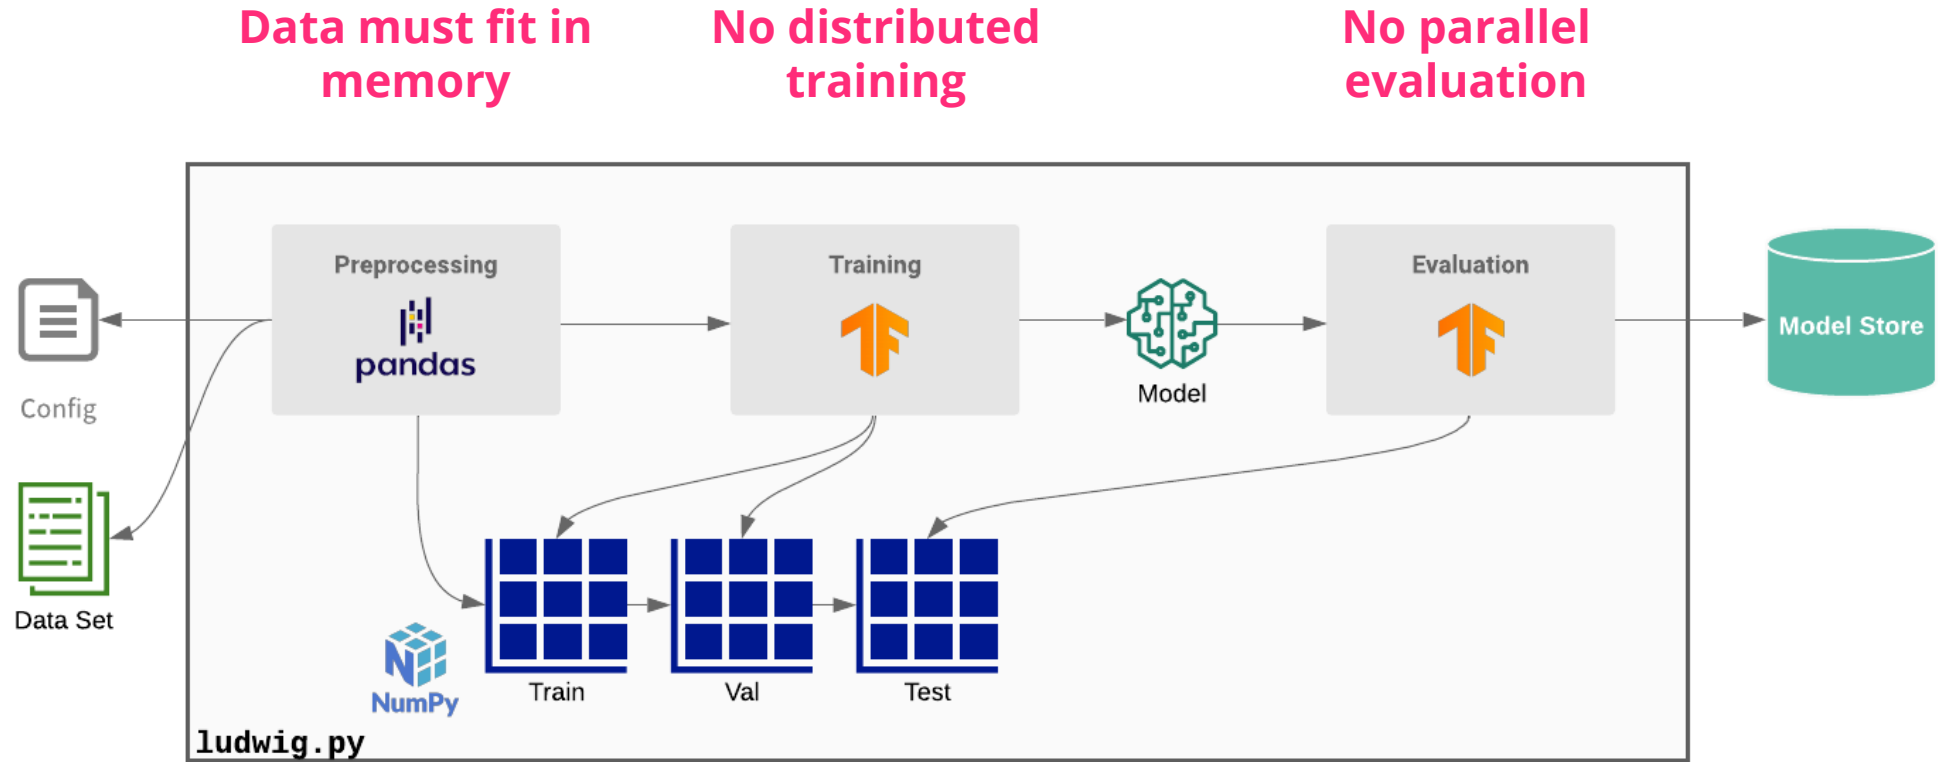 Data must fit in
memory
No distributed
training
No parallel
evaluation
Preprocessing
pandas
Training
Model
Evaluation
Model Store
Config
Data Set
NumPy
Train
Val
Test
ludwig.py